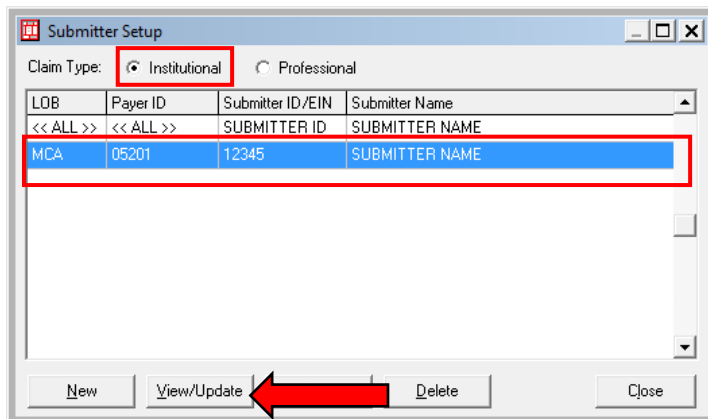 Submitter Setup
Claim Type: Institutional Professional
LOB Payer ID Submitter ID/EIN Submitter Name
<< ALL >> << ALL >> SUBMITTER ID SUBMITTER NAME
MCA 05201 12345 SUBMITTER NAME
New View/Update Delete Close